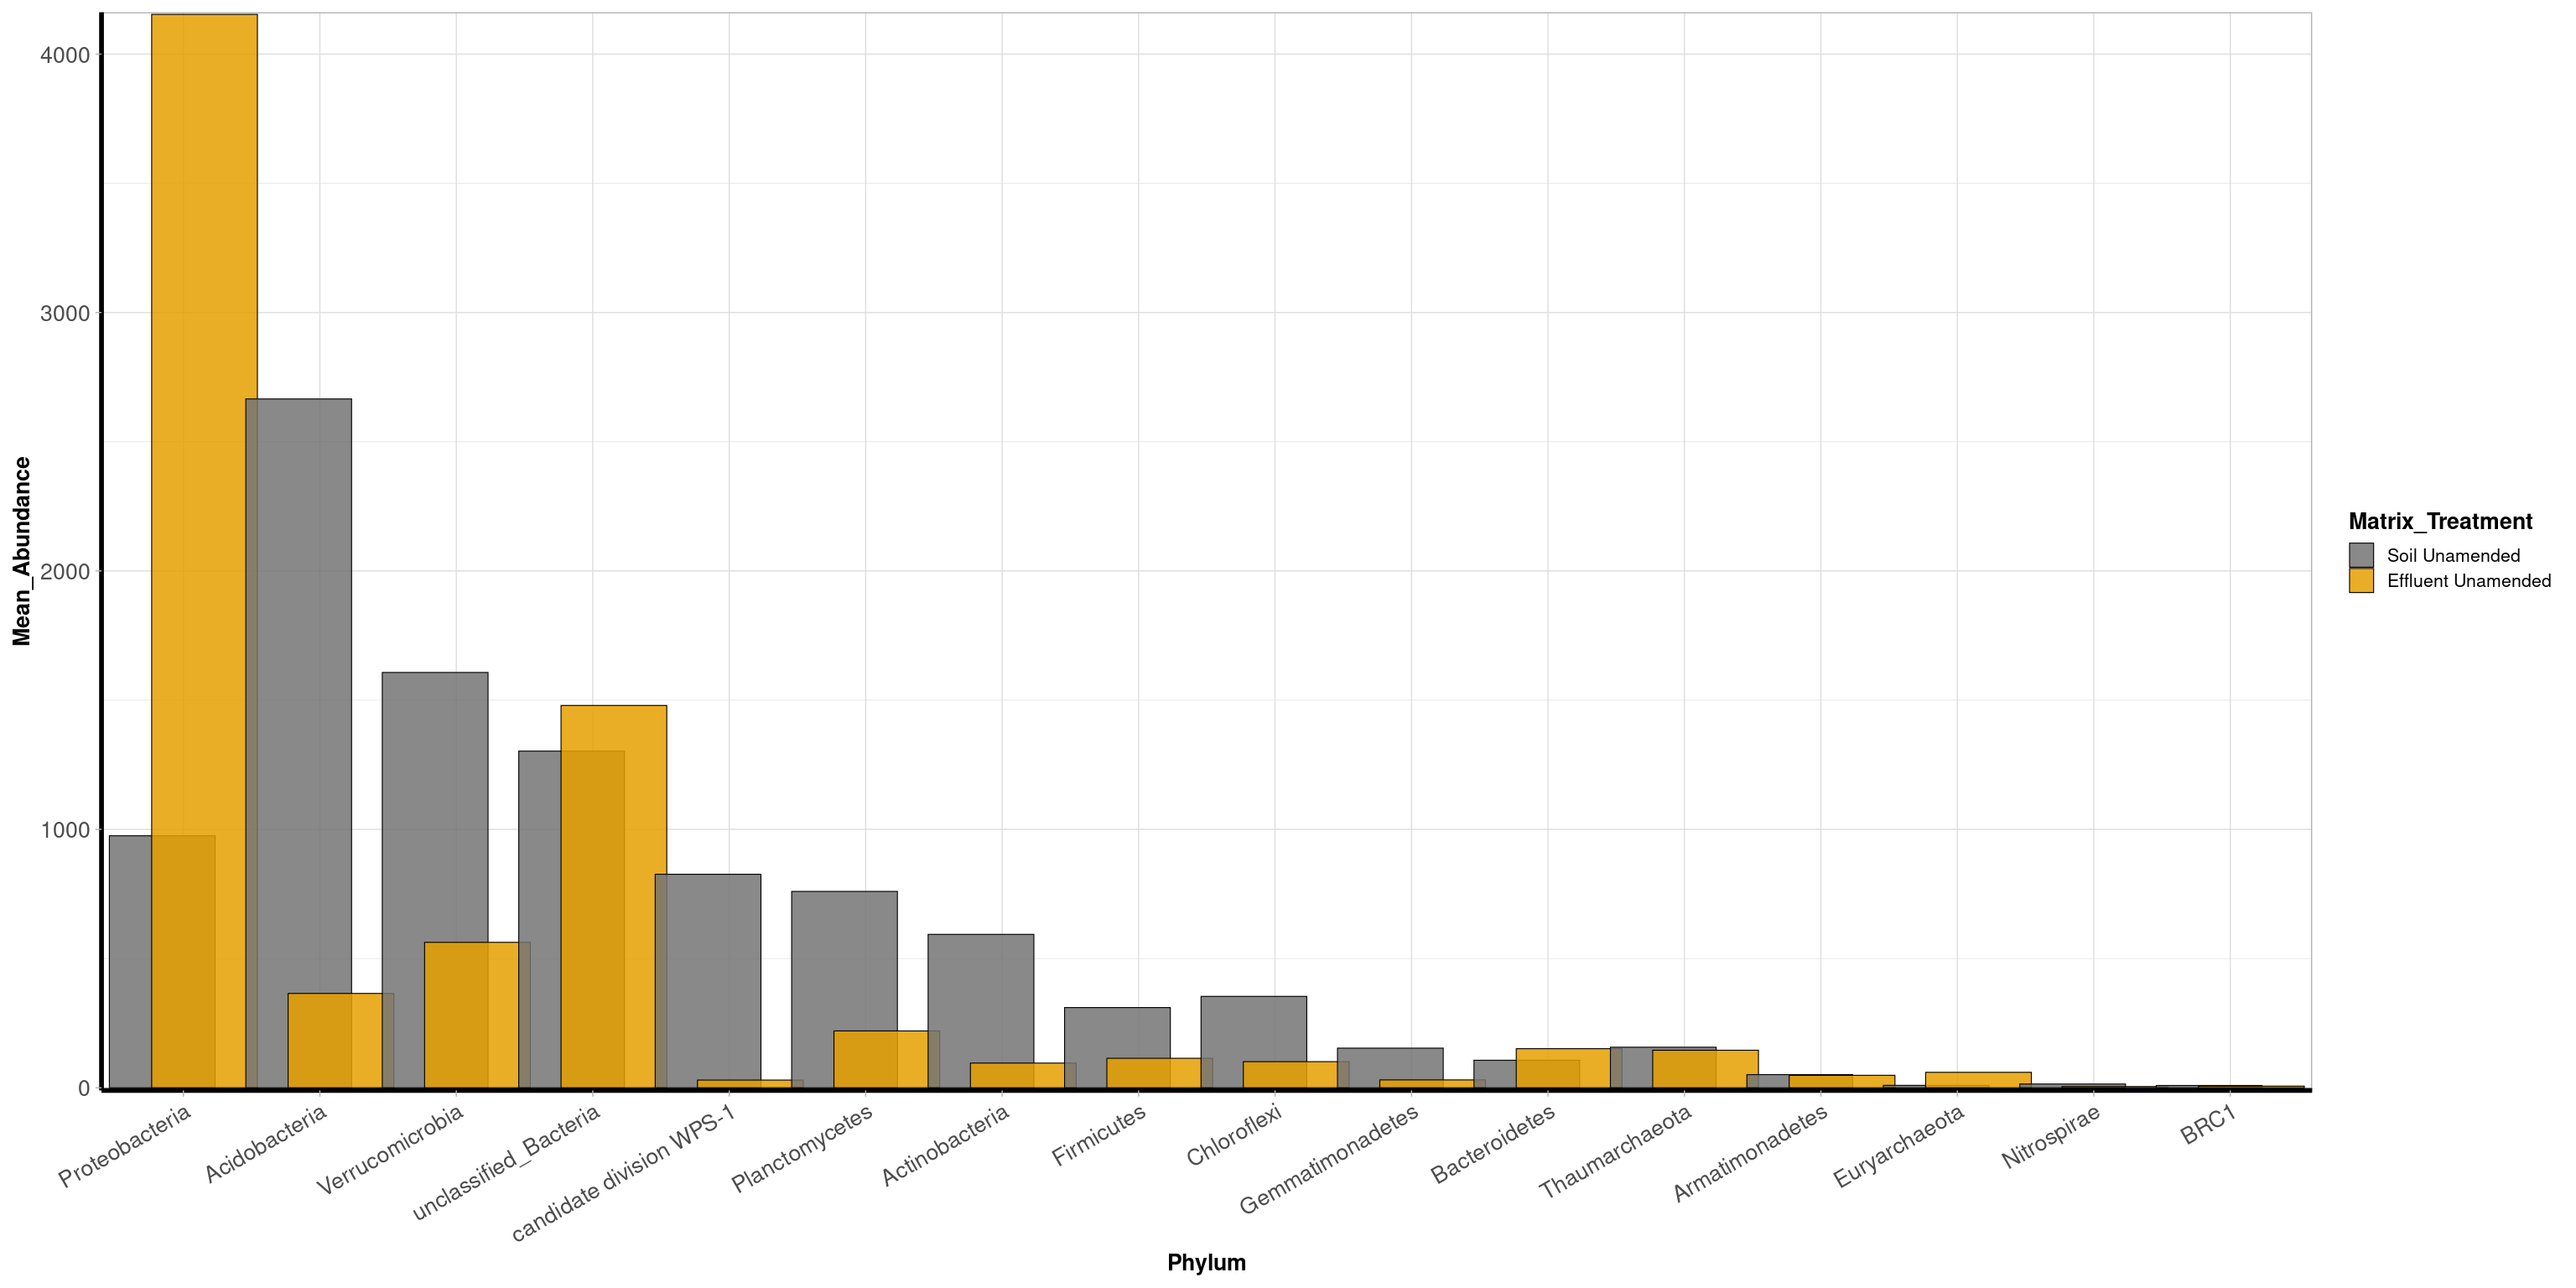 Mean_Abundance
4000
3000
2000
1000
0
Proteobacteria
Acidobacteria
Verrucomicrobia
unclassified_Bacteria
candidate division WPS-1
Planctomycetes
Actinobacteria
Firmicutes
Chloroflexi
Gemmatimonadetes
Bacteroidetes
Thaumarchaeota
Armatimonadetes
Euryarchaeota
Nitrospirae
BRC1
Phylum
Matrix_Treatment
Soil Unamended
Effluent Unamended